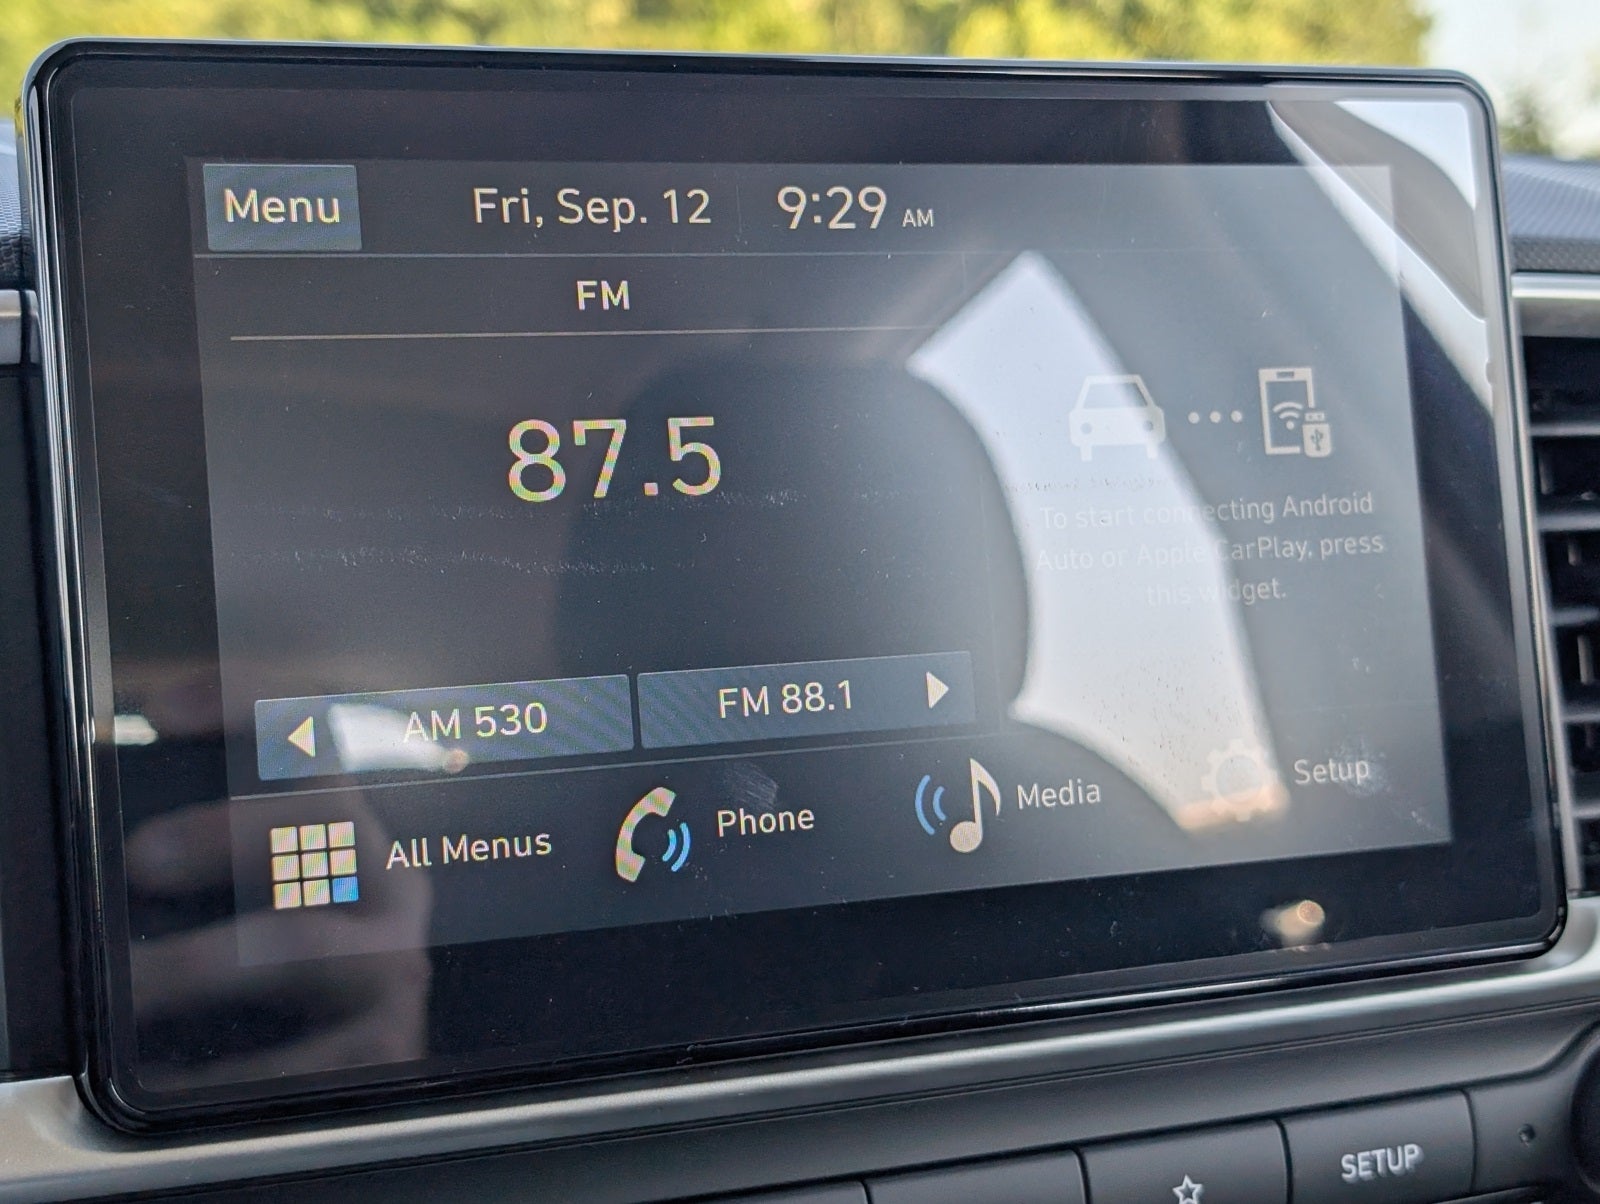 Menu
Fri, Sep. 12
9:29 AM
FM
87.5
To start connecting Android
Auto or Apple CarPlay, press
this widget.
AM 530
FM 88.1
All Menus
Phone
Media
Setup
SETUP